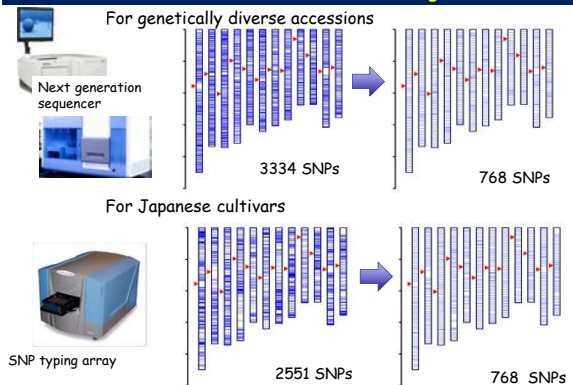 For genetically diverse accessions
Next generation
sequencer
3334 SNPs
768 SNPs
For Japanese cultivars
SNP typing array
2551 SNPs
768 SNPs